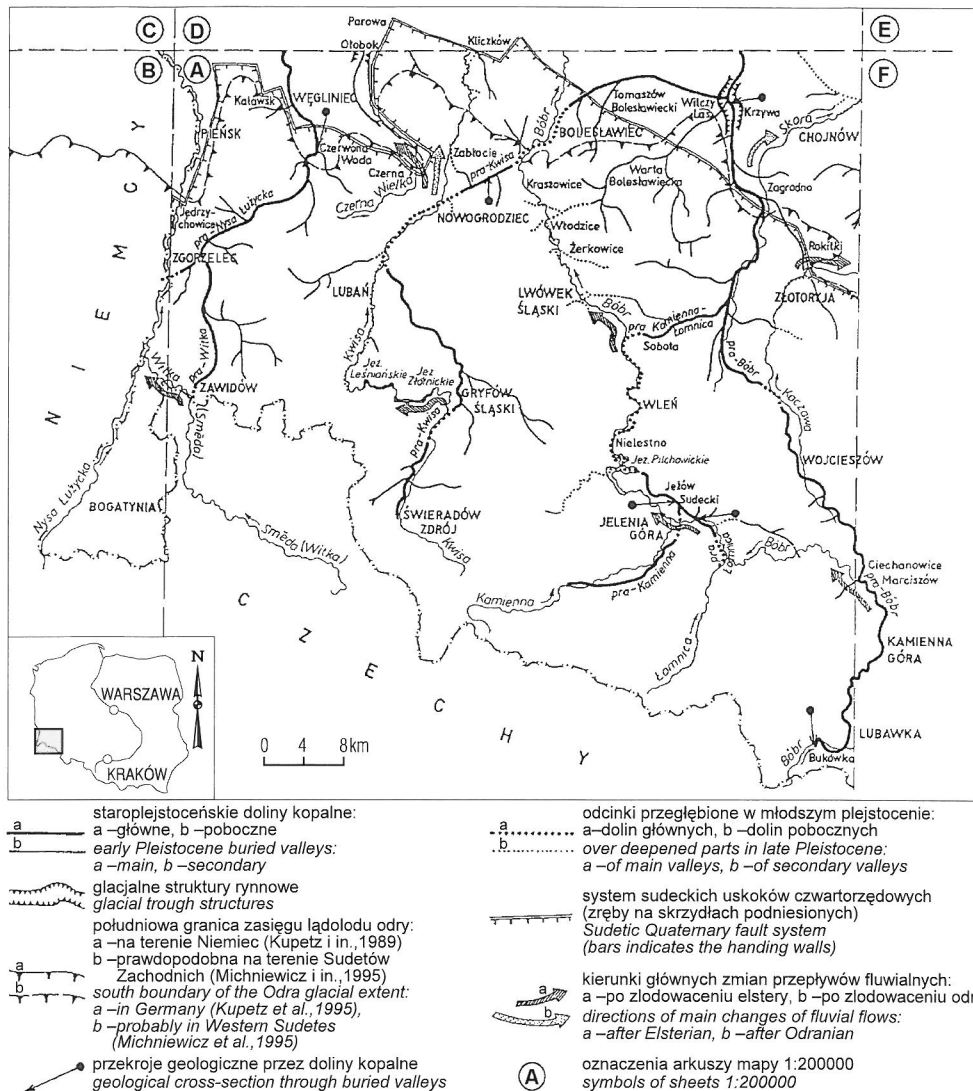 C
D
E
B
A
F
Parowa
Ołobok
Kliczków
Kaławsk
WĘGLINIEC
Bóbr
Tomaszów
Bolesławiecki
Wilczy
Las
Krzywa
Skora
CHOJNÓW
PIEŃSK
Czerwona
Woda
Czerna
Zabłocie
BOLESŁAWIEC
pra-Kwisa
Kraszowice
Warta
Bolesławiecka
Zagrodno
Czerna Wielka
NOWOGRODZIEC
Jędrzy-
chowice
pra-Nysa Łużycka
Włodzice
Żerkowice
Rokitki
ZGORZELEC
LUBAŃ
LWÓWEK
ŚLĄSKI
Bóbr
pra Kamienna-
Łomnica
ZŁOTORYJA
Sobota
NIEMCY
Kwisa
pra-Witka
Witka
ZAWIDÓW
(Smĕda)
Jez.
Leśniańskie
Jez.
Złotnickie
GRYFÓW
ŚLĄSKI
pra-Kwisa
pra-Bóbr
Kaczawa
WLEŃ
Nielestno
Jez. Pilchowickie
WOJCIESZÓW
Nysa Łużycka
BOGATYNIA
ŚWIERADÓW
ZDRÓJ
Kwisa
Jeżów
Sudecki
JELENIA
GÓRA
pra
Łomnica
Bóbr
Smĕda (Witka)
Kamienna
pra-Kamienna
Ciechanowice
Marciszów
pra-Bóbr
KAMIENNA
GÓRA
Łomnica
CZECHY
LUBAWKA
Bóbr
Bukówka
WARSZAWA
KRAKÓW
N
0 4 8km
a
b
staroplejstoceńskie doliny kopalne:
a –główne, b –poboczne
early Pleistocene buried valleys:
a –main, b –secondary
glacjalne struktury rynnowe
glacial trough structures
południowa granica zasięgu lądolodu odry:
a –na terenie Niemiec (Kupetz i in.,1989)
b –prawdopodobna na terenie Sudetów
Zachodnich (Michniewicz i in.,1995)
a
b
south boundary of the Odra glacial extent:
a –in Germany (Kupetz et al.,1995),
b –probably in Western Sudetes
(Michniewicz et al.,1995)
przekroje geologiczne przez doliny kopalne
geological cross-section through buried valleys
a
b
odcinki przegłębione w młodszym plejstocenie:
a–dolin głównych, b –dolin pobocznych
over deepened parts in late Pleistocene:
a –of main valleys, b –of secondary valleys
system sudeckich uskoków czwartorzędowych
(zręby na skrzydłach podniesionych)
Sudetic Quaternary fault system
(bars indicates the handing walls)
a
b
kierunki głównych zmian przepływów fluwialnych:
a –po zlodowaceniu elstery, b –po zlodowaceniu od
directions of main changes of fluvial flows:
a –after Elsterian, b –after Odranian
A
oznaczenia arkuszy mapy 1:200000
symbols of sheets 1:200000